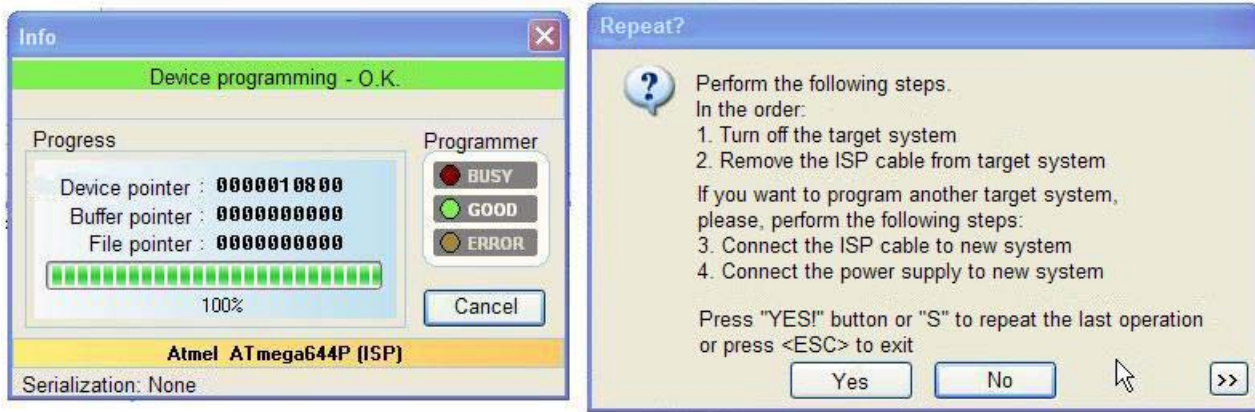 Info
Device programming - O.K.
Progress
Device pointer : 0000010800
Buffer pointer : 0000000000
File pointer : 0000000000
100%
Programmer
BUSY
GOOD
ERROR
Cancel
Atmel ATmega644P (ISP)
Serialization: None
Repeat?
Perform the following steps.
In the order:
1. Turn off the target system
2. Remove the ISP cable from target system
If you want to program another target system,
please, perform the following steps:
3. Connect the ISP cable to new system
4. Connect the power supply to new system
Press "YES!" button or "S" to repeat the last operation
or press <ESC> to exit
Yes
No
>>